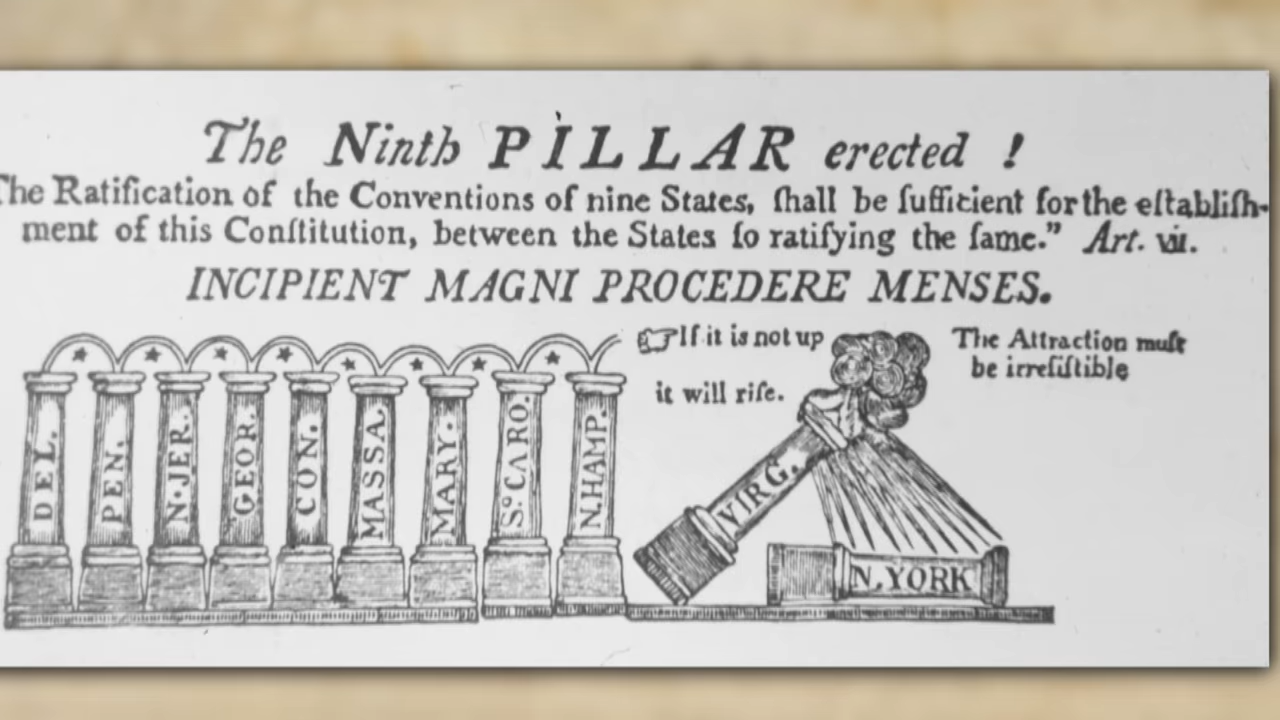 The Ninth PILLAR erected !
The Ratification of the Conventions of nine States, ſhall be ſufficient for the eſtabliſh-
ment of this Conſtitution, between the States ſo ratifying the ſame.” Art. vii.
INCIPIENT MAGNI PROCEDERE MENSES.
☞If it is not up
it will riſe.
The Attraction muſt
be irreſiſtible
DEL.
PEN.
N.JER.
GEOR.
CON.
MASSA.
MARY.
So. CARO.
N.HAMP.
VIRG.
N.YORK